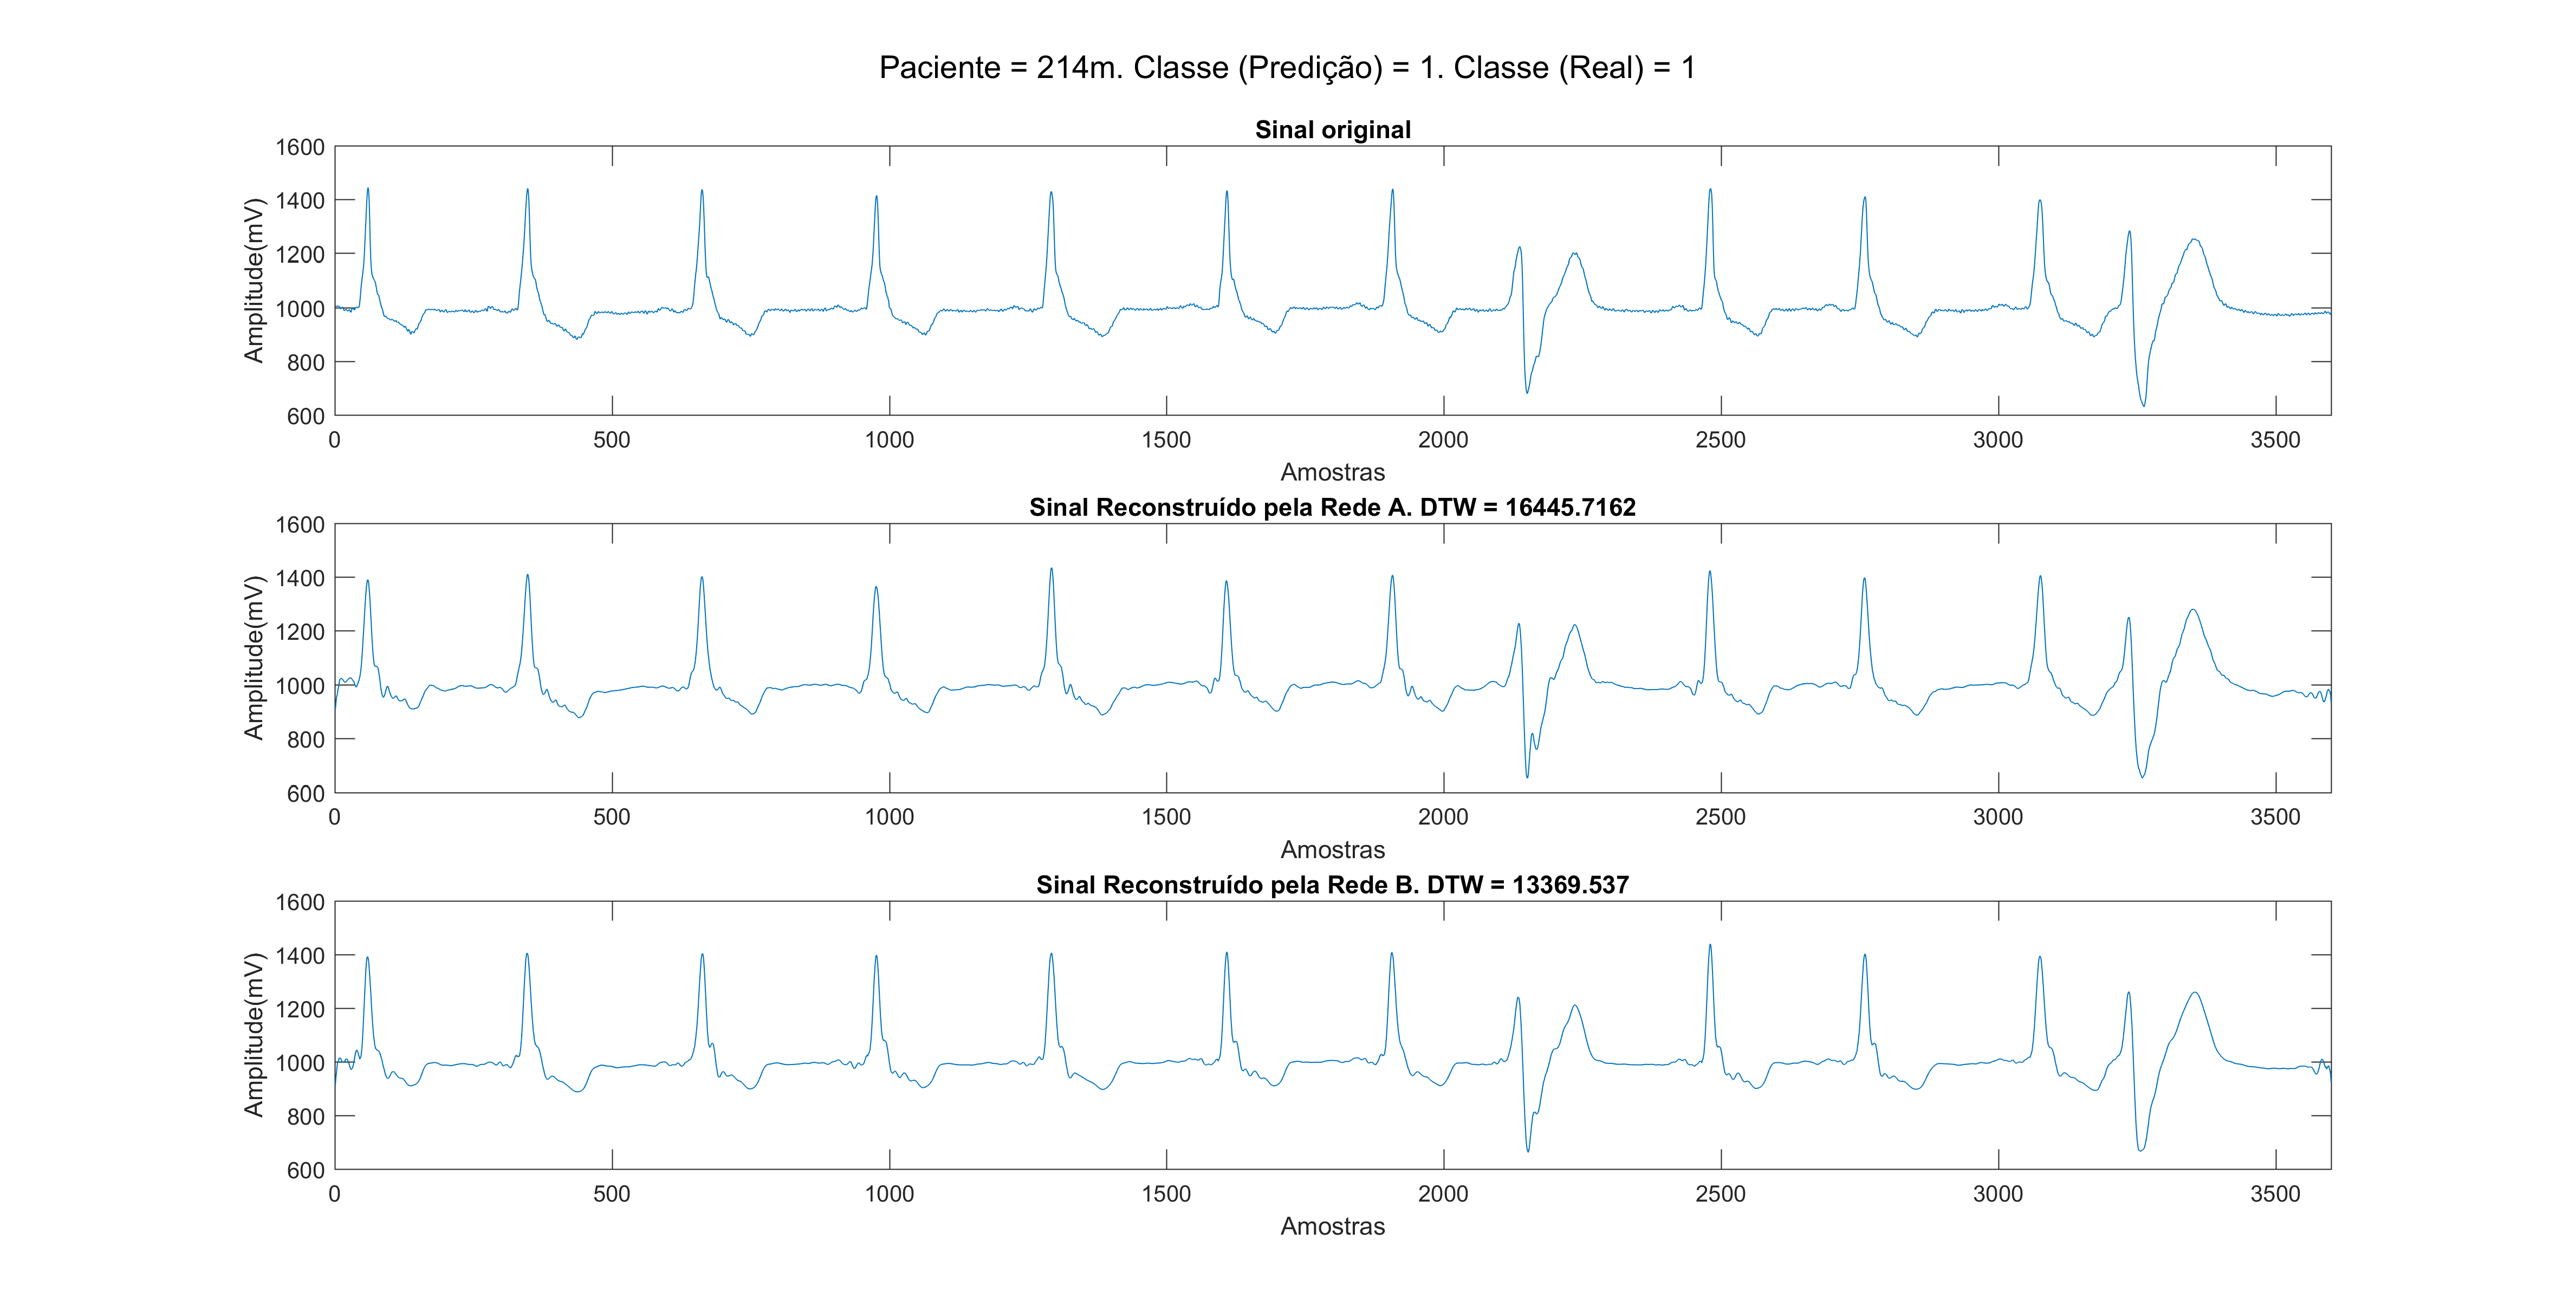 Paciente = 214m. Classe (Predição) = 1. Classe (Real) = 1
Sinal original
Amplitude(mV)
1600
1400
1200
1000
800
600
0 500 1000 1500 2000 2500 3000 3500
Amostras
Sinal Reconstruído pela Rede A. DTW = 16445.7162
Amplitude(mV)
1600
1400
1200
1000
800
600
0 500 1000 1500 2000 2500 3000 3500
Amostras
Sinal Reconstruído pela Rede B. DTW = 13369.537
Amplitude(mV)
1600
1400
1200
1000
800
600
0 500 1000 1500 2000 2500 3000 3500
Amostras